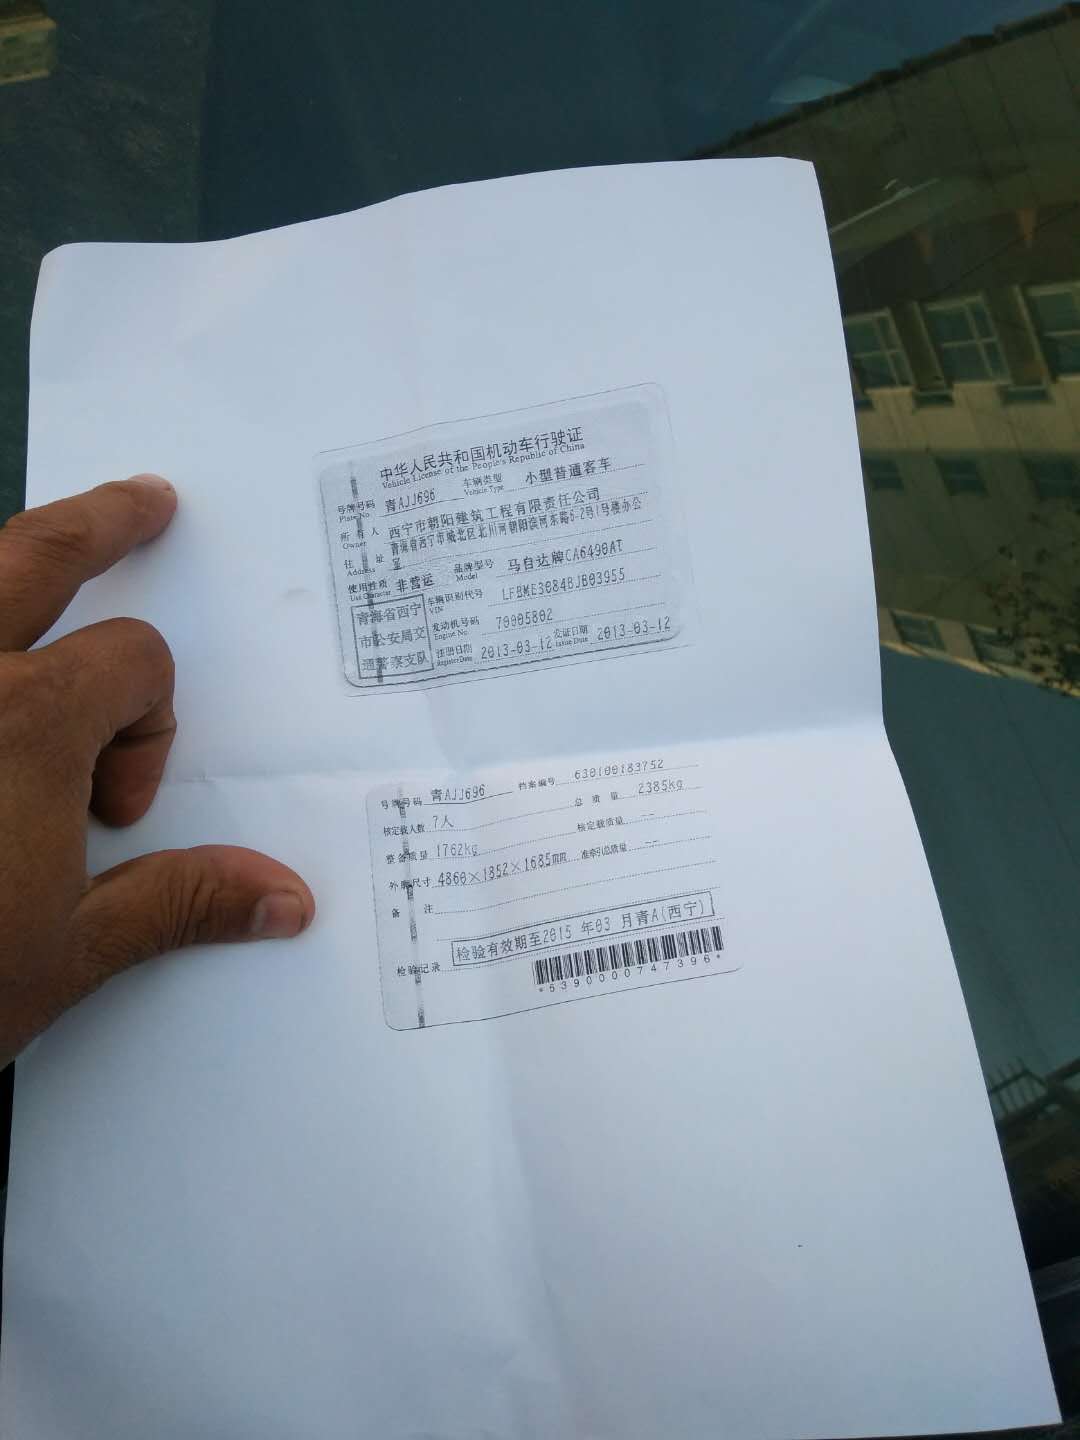 中华人民共和国机动车行驶证
Vehicle License of the People's Republic of China
号牌号码 青AJJ696 车辆类型 小型普通客车
Plate No. Vehicle Type
所有人 西宁市朝阳建筑工程有限责任公司
Owner
住址 青海省西宁市城北区北川河朝阳滨河东路6-2号1号楼办公
Address 室
使用性质 非营运 品牌型号 马自达牌CA6490AT
Use Character Model
青海省西宁 车辆识别代号 LFBME3084BJB03955
VIN
市公安局交 发动机号码 70005802
Engine No.
通警察支队 注册日期 2013-03-12 发证日期 2013-03-12
Register Date Issue Date
号牌号码 青AJJ696 档案编号 630100183752
核定载人数 7人 总质量 2385kg
整备质量 1762kg 核定载质量 --
外廓尺寸 4860×1852×1685mm 准牵引总质量 --
备注
检验有效期至2015年03月青A(西宁)
检验记录
*5390000747396*